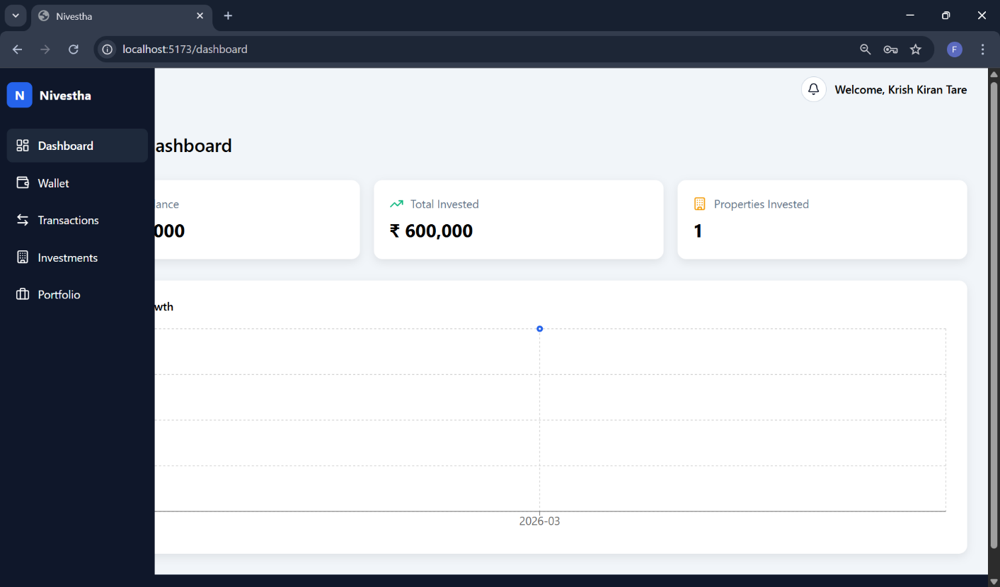 Nivestha
localhost:5173/dashboard
F
N
Nivestha
Welcome, Krish Kiran Tare
Dashboard
Wallet
Transactions
Investments
Portfolio
ashboard
lance
000
Total Invested
₹ 600,000
Properties Invested
1
wth
2026-03